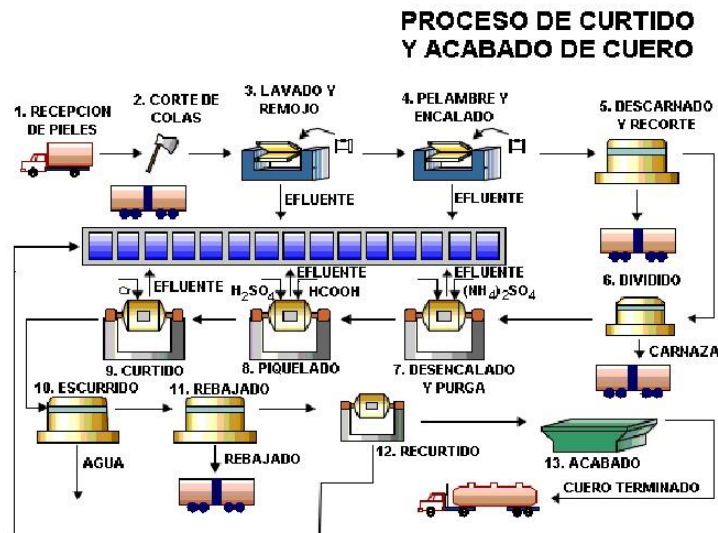 PROCESO DE CURTIDO
Y ACABADO DE CUERO
1. RECEPCION
DE PIELES
2. CORTE DE
COLAS
3. LAVADO Y
REMOJO
4. PELAMBRE Y
ENCALADO
5. DESCARNADO
Y RECORTE
EFLUENTE
EFLUENTE
Cr
EFLUENTE
H2SO4
EFLUENTE
HCOOH
EFLUENTE
(NH4)2SO4
6. DIVIDIDO
CARNAZA
9. CURTIDO
8. PIQUELADO
7. DESENCALADO
Y PURGA
10. ESCURRIDO
11. REBAJADO
AGUA
REBAJADO
12. RECURTIDO
13. ACABADO
CUERO TERMINADO